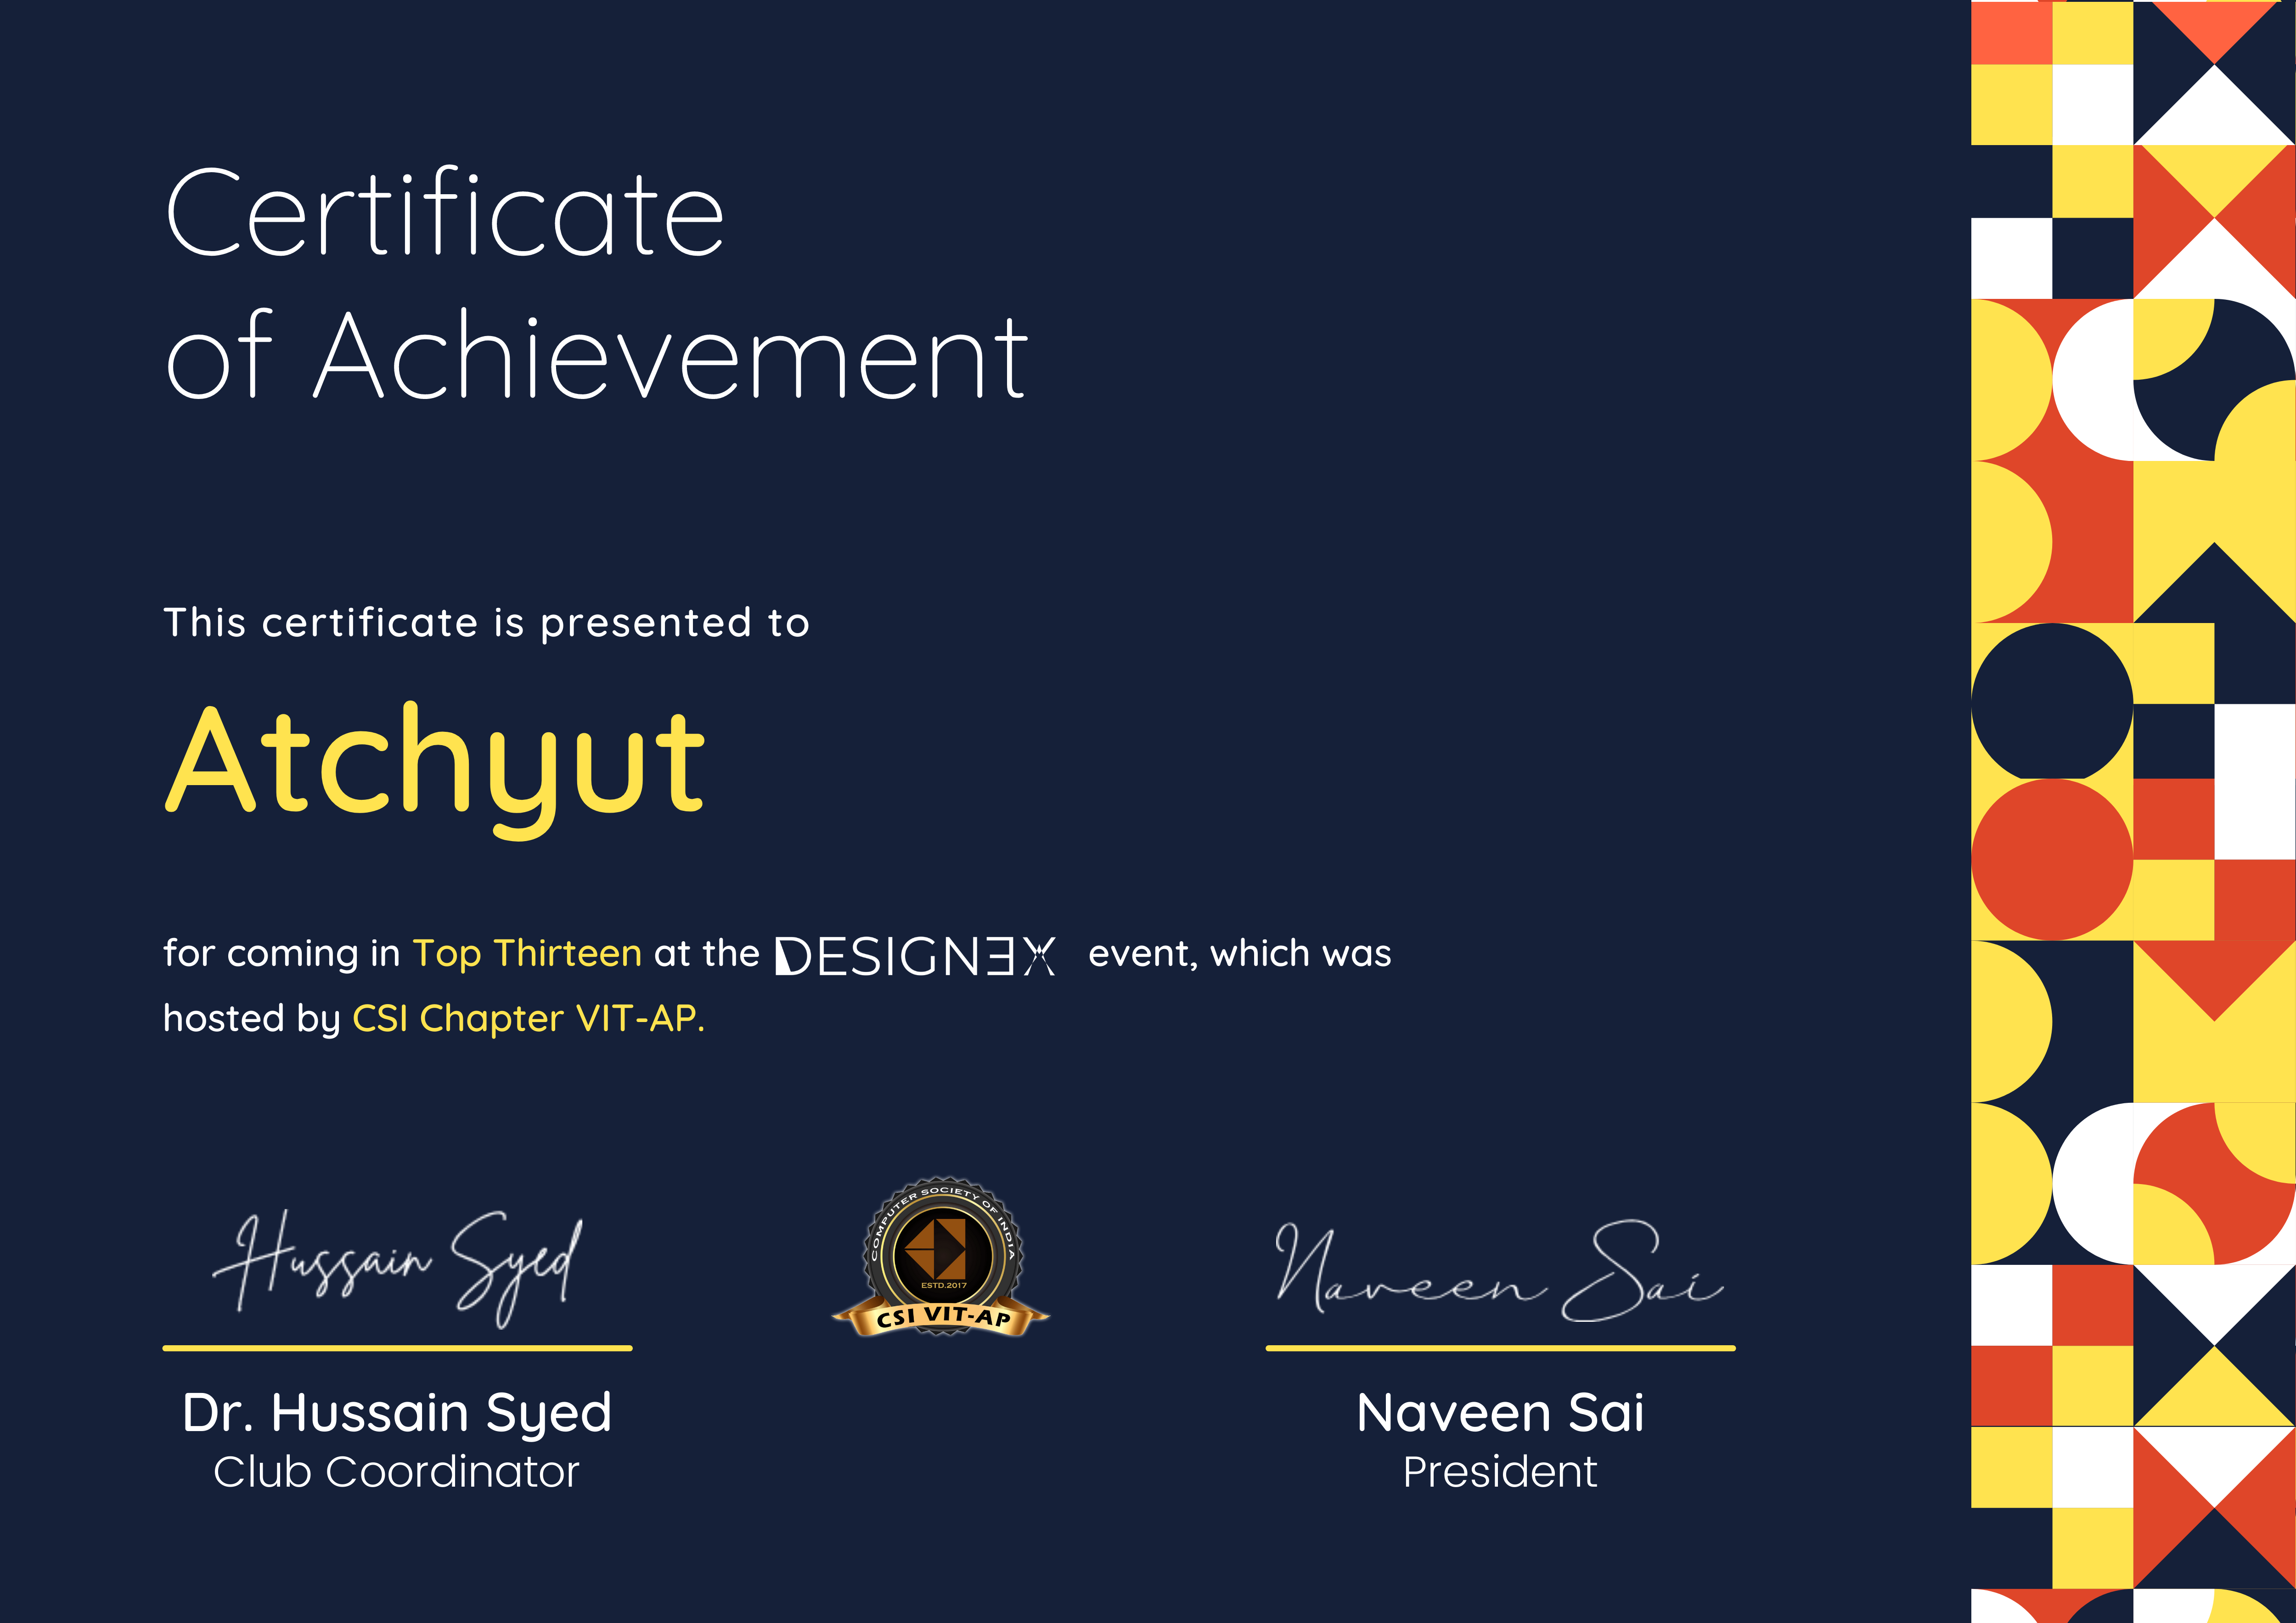 Certificate
of Achievement
This certificate is presented to
Atchyut
for coming in Top Thirteen at the DESIGNƎX event, which was
hosted by CSI Chapter VIT-AP.
Hussain Syed
COMPUTER SOCIETY OF INDIA
ESTD.2017
CSI VIT-AP
Naveen Sai
Dr. Hussain Syed
Club Coordinator
Naveen Sai
President